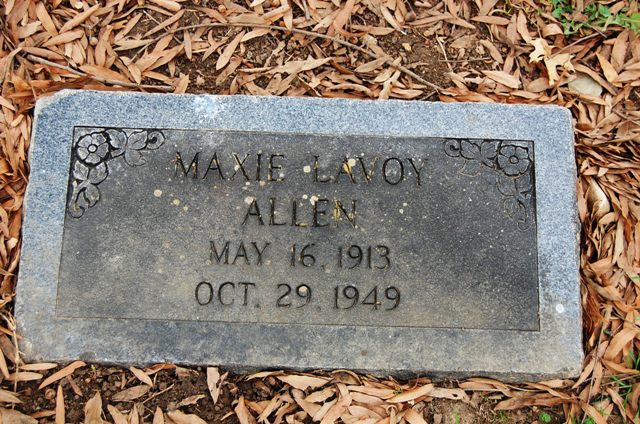 MAXIE LAVOY
ALLEN
MAY 16, 1913
OCT. 29, 1949